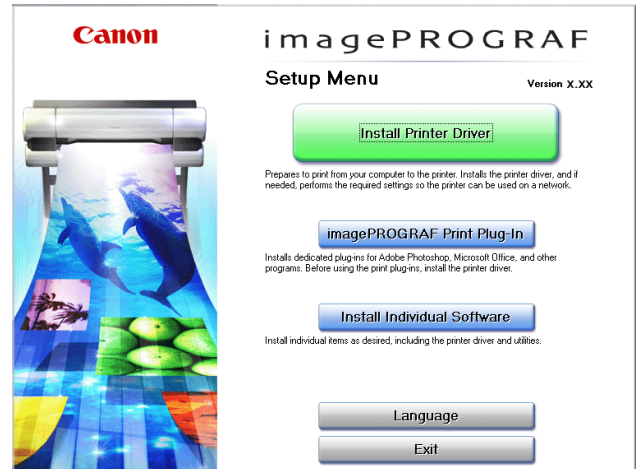 Canon
imagePROGRAF
Setup Menu
Version X.XX
Install Printer Driver
Prepares to print from your computer to the printer. Installs the printer driver, and if
needed, performs the required settings so the printer can be used on a network.
imagePROGRAF Print Plug-In
Installs dedicated plug-ins for Adobe Photoshop, Microsoft Office, and other
programs. Before using the print plug-ins, install the printer driver.
Install Individual Software
Install individual items as desired, including the printer driver and utilities.
Language
Exit